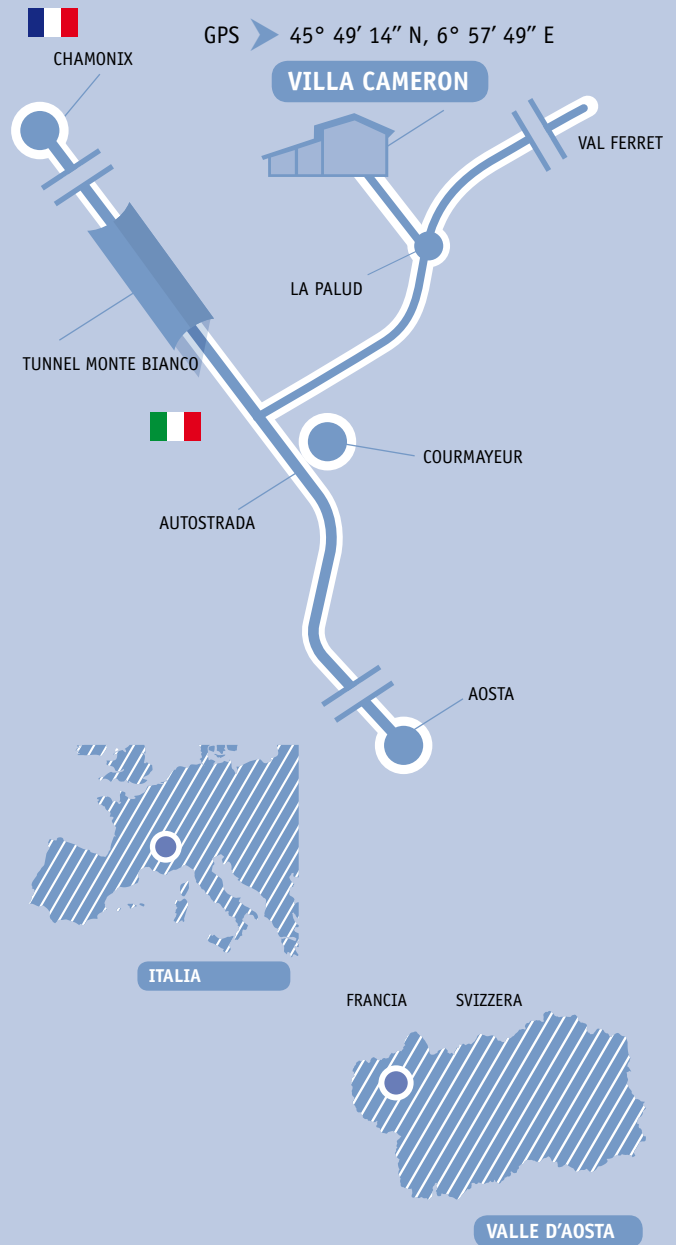 GPS 45° 49′ 14″ N, 6° 57′ 49″ E
CHAMONIX
VILLA CAMERON
VAL FERRET
LA PALUD
TUNNEL MONTE BIANCO
COURMAYEUR
AUTOSTRADA
AOSTA
ITALIA
FRANCIA SVIZZERA
VALLE D'AOSTA